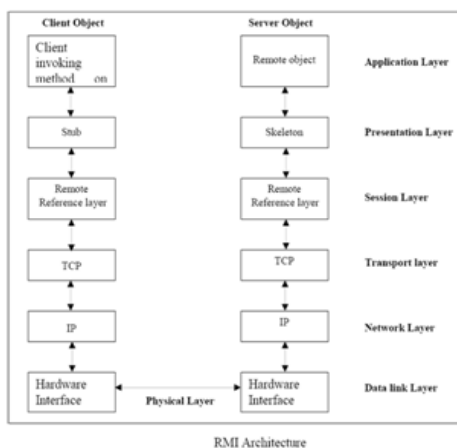 Client Object
Server Object
Client
invoking
method on
Remote object
Application Layer
Stub
Skeleton
Presentation Layer
Remote
Reference layer
Remote
Reference layer
Session Layer
TCP
TCP
Transport layer
IP
IP
Network Layer
Hardware
Interface
Physical Layer
Hardware
Interface
Data link Layer
RMI Architecture